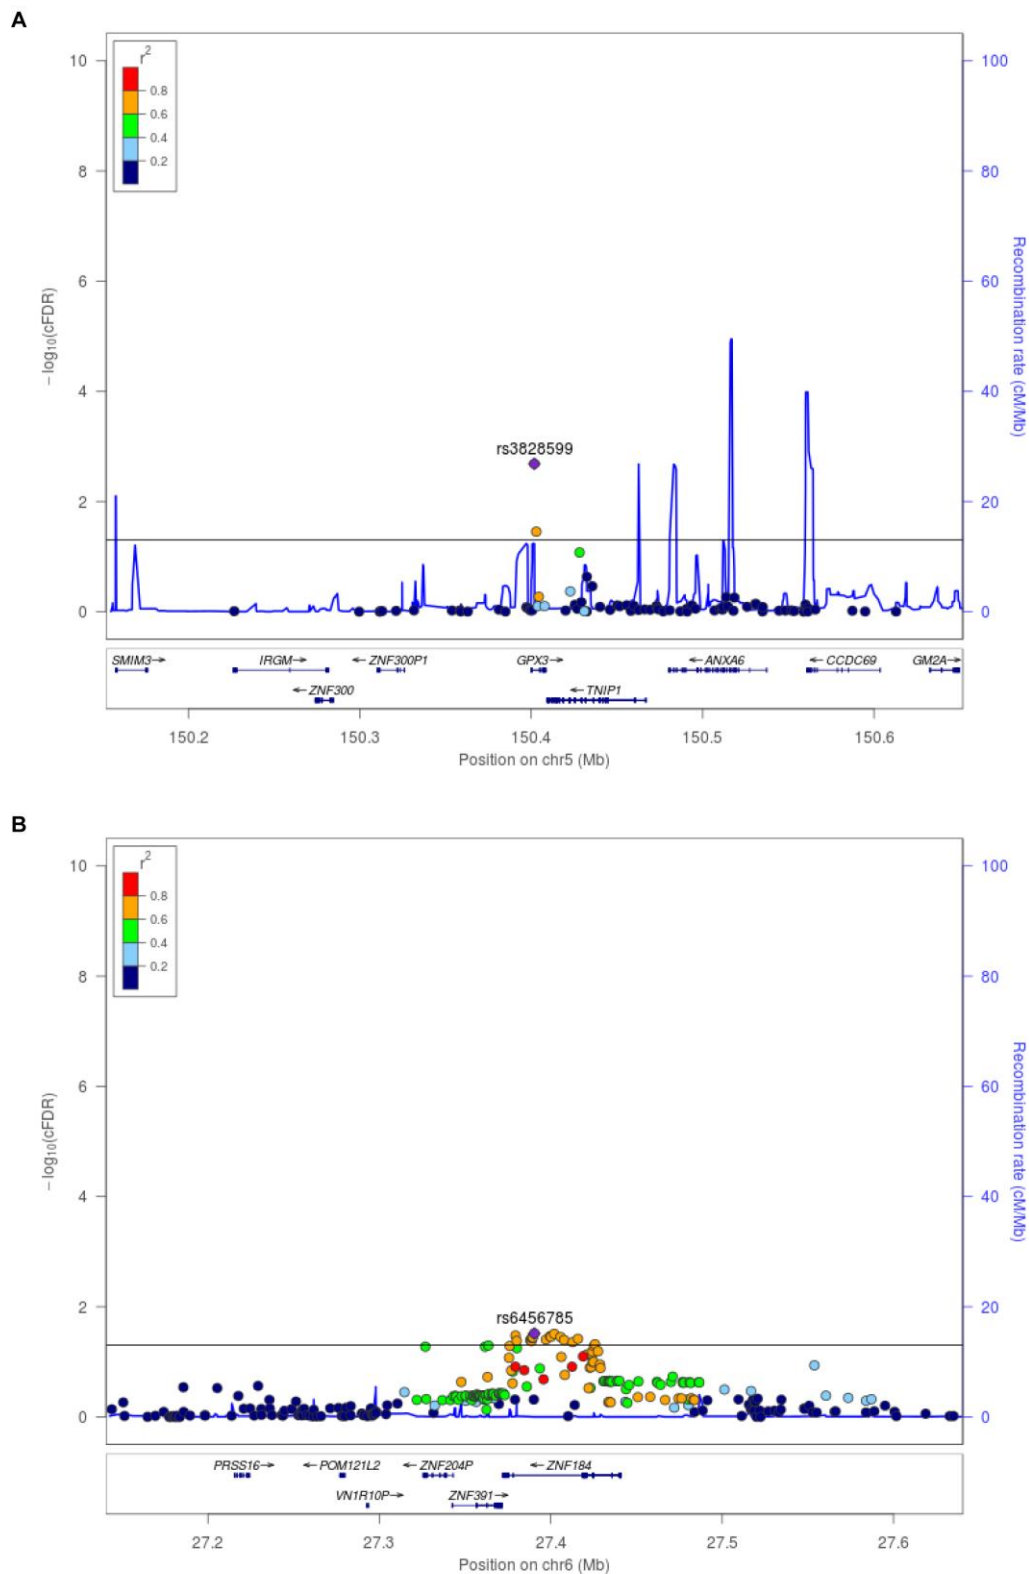 A
r2
0.8
0.6
0.4
0.2
10
8
6
4
2
0
−log10(cFDR)
100
80
60
40
20
0
Recombination rate (cM/Mb)
rs3828599
SMIM3→ IRGM→ ←ZNF300P1 GPX3→ ←ANXA6 ←CCDC69 GM2A→
←ZNF300 ←TNIP1
150.2 150.3 150.4 150.5 150.6
Position on chr5 (Mb)
B
r2
0.8
0.6
0.4
0.2
10
8
6
4
2
0
−log10(cFDR)
100
80
60
40
20
0
Recombination rate (cM/Mb)
rs6456785
PRSS16→ ←POM121L2 ←ZNF204P ←ZNF184
VN1R10P→ ZNF391→
27.2 27.3 27.4 27.5 27.6
Position on chr6 (Mb)